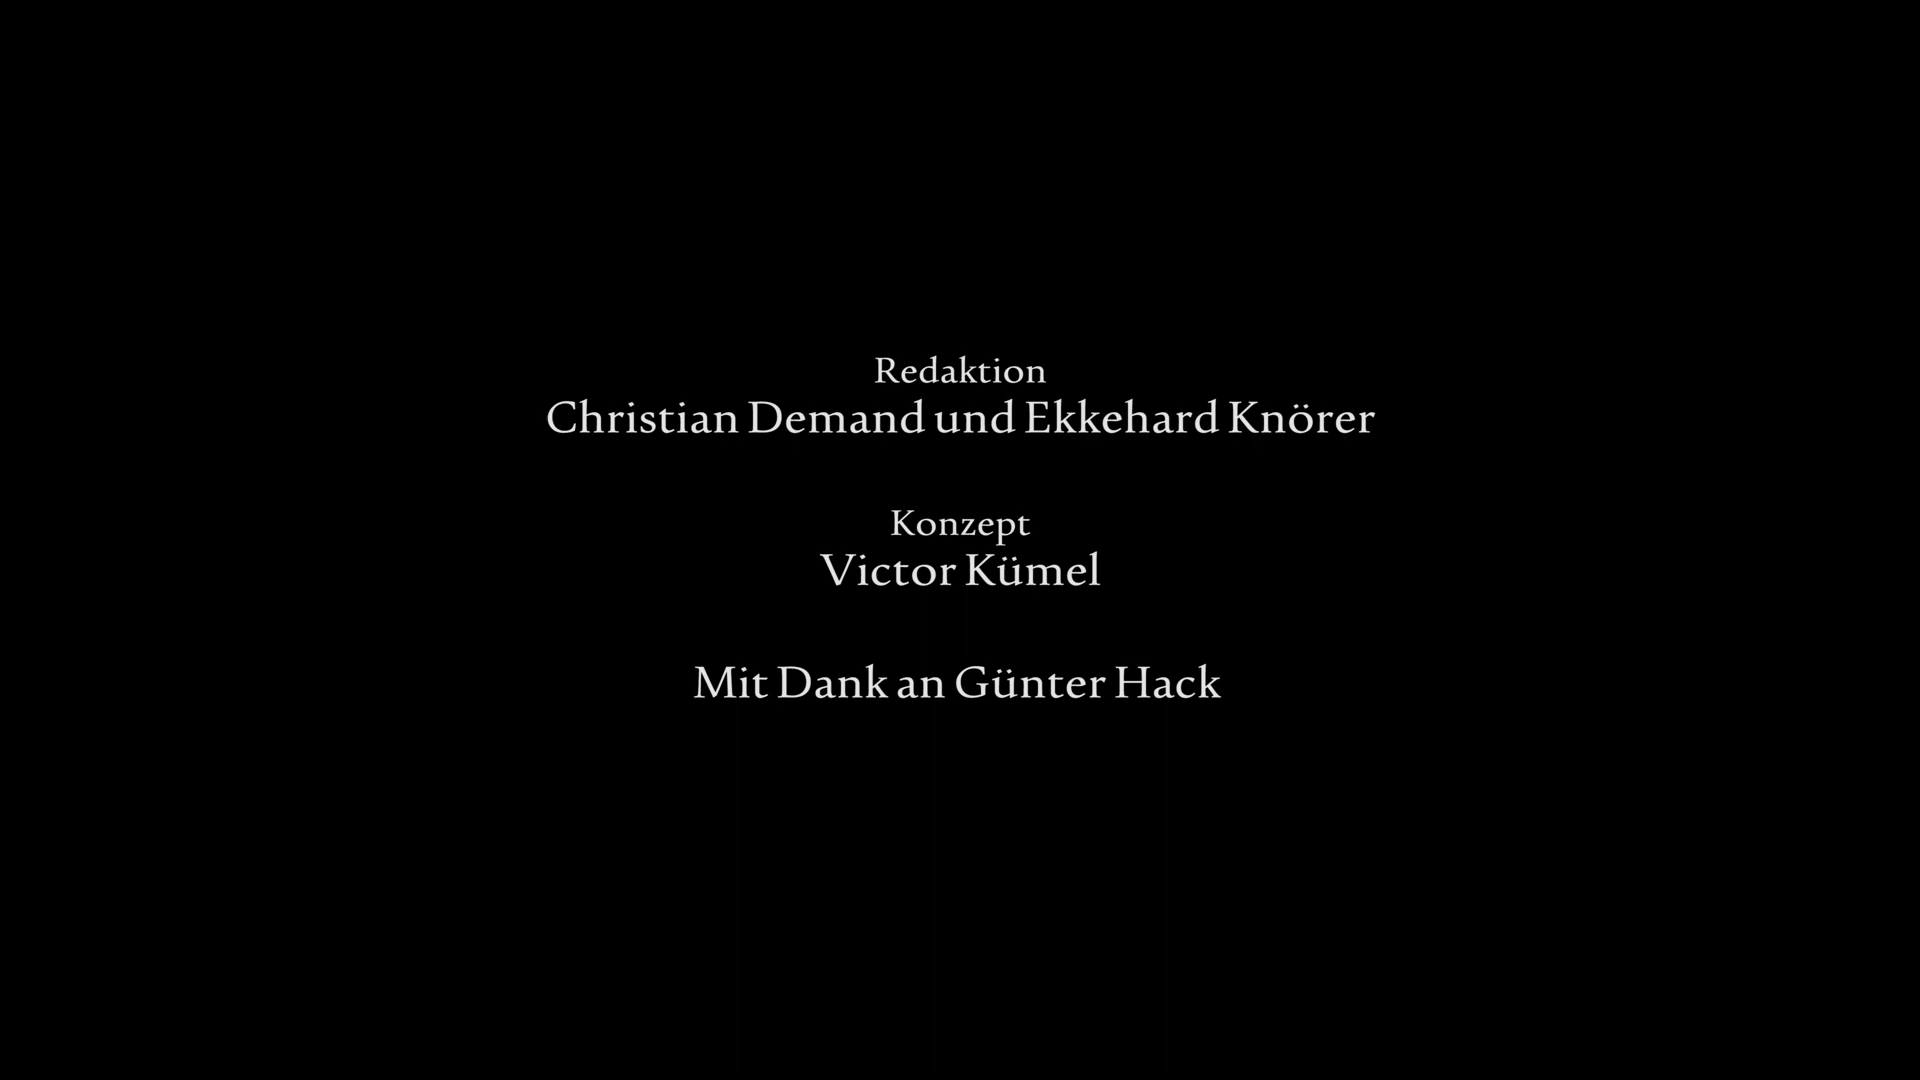 Redaktion
Christian Demand und Ekkehard Knörer
Konzept
Victor Kümel
Mit Dank an Günter Hack